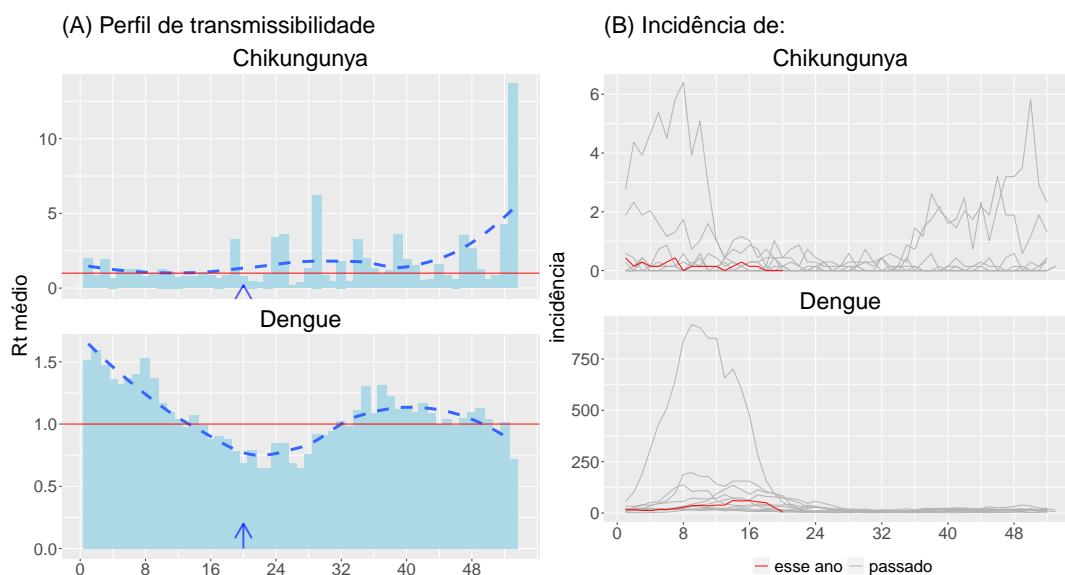 (A) Perfil de transmissibilidade
Chikungunya
10
5
0
Dengue
1.5
1.0
0.5
0.0
0 8 16 24 32 40 48
Rt médio
(B) Incidência de:
Chikungunya
6
4
2
0
Dengue
750
500
250
0
0 8 16 24 32 40 48
incidência
esse ano passado